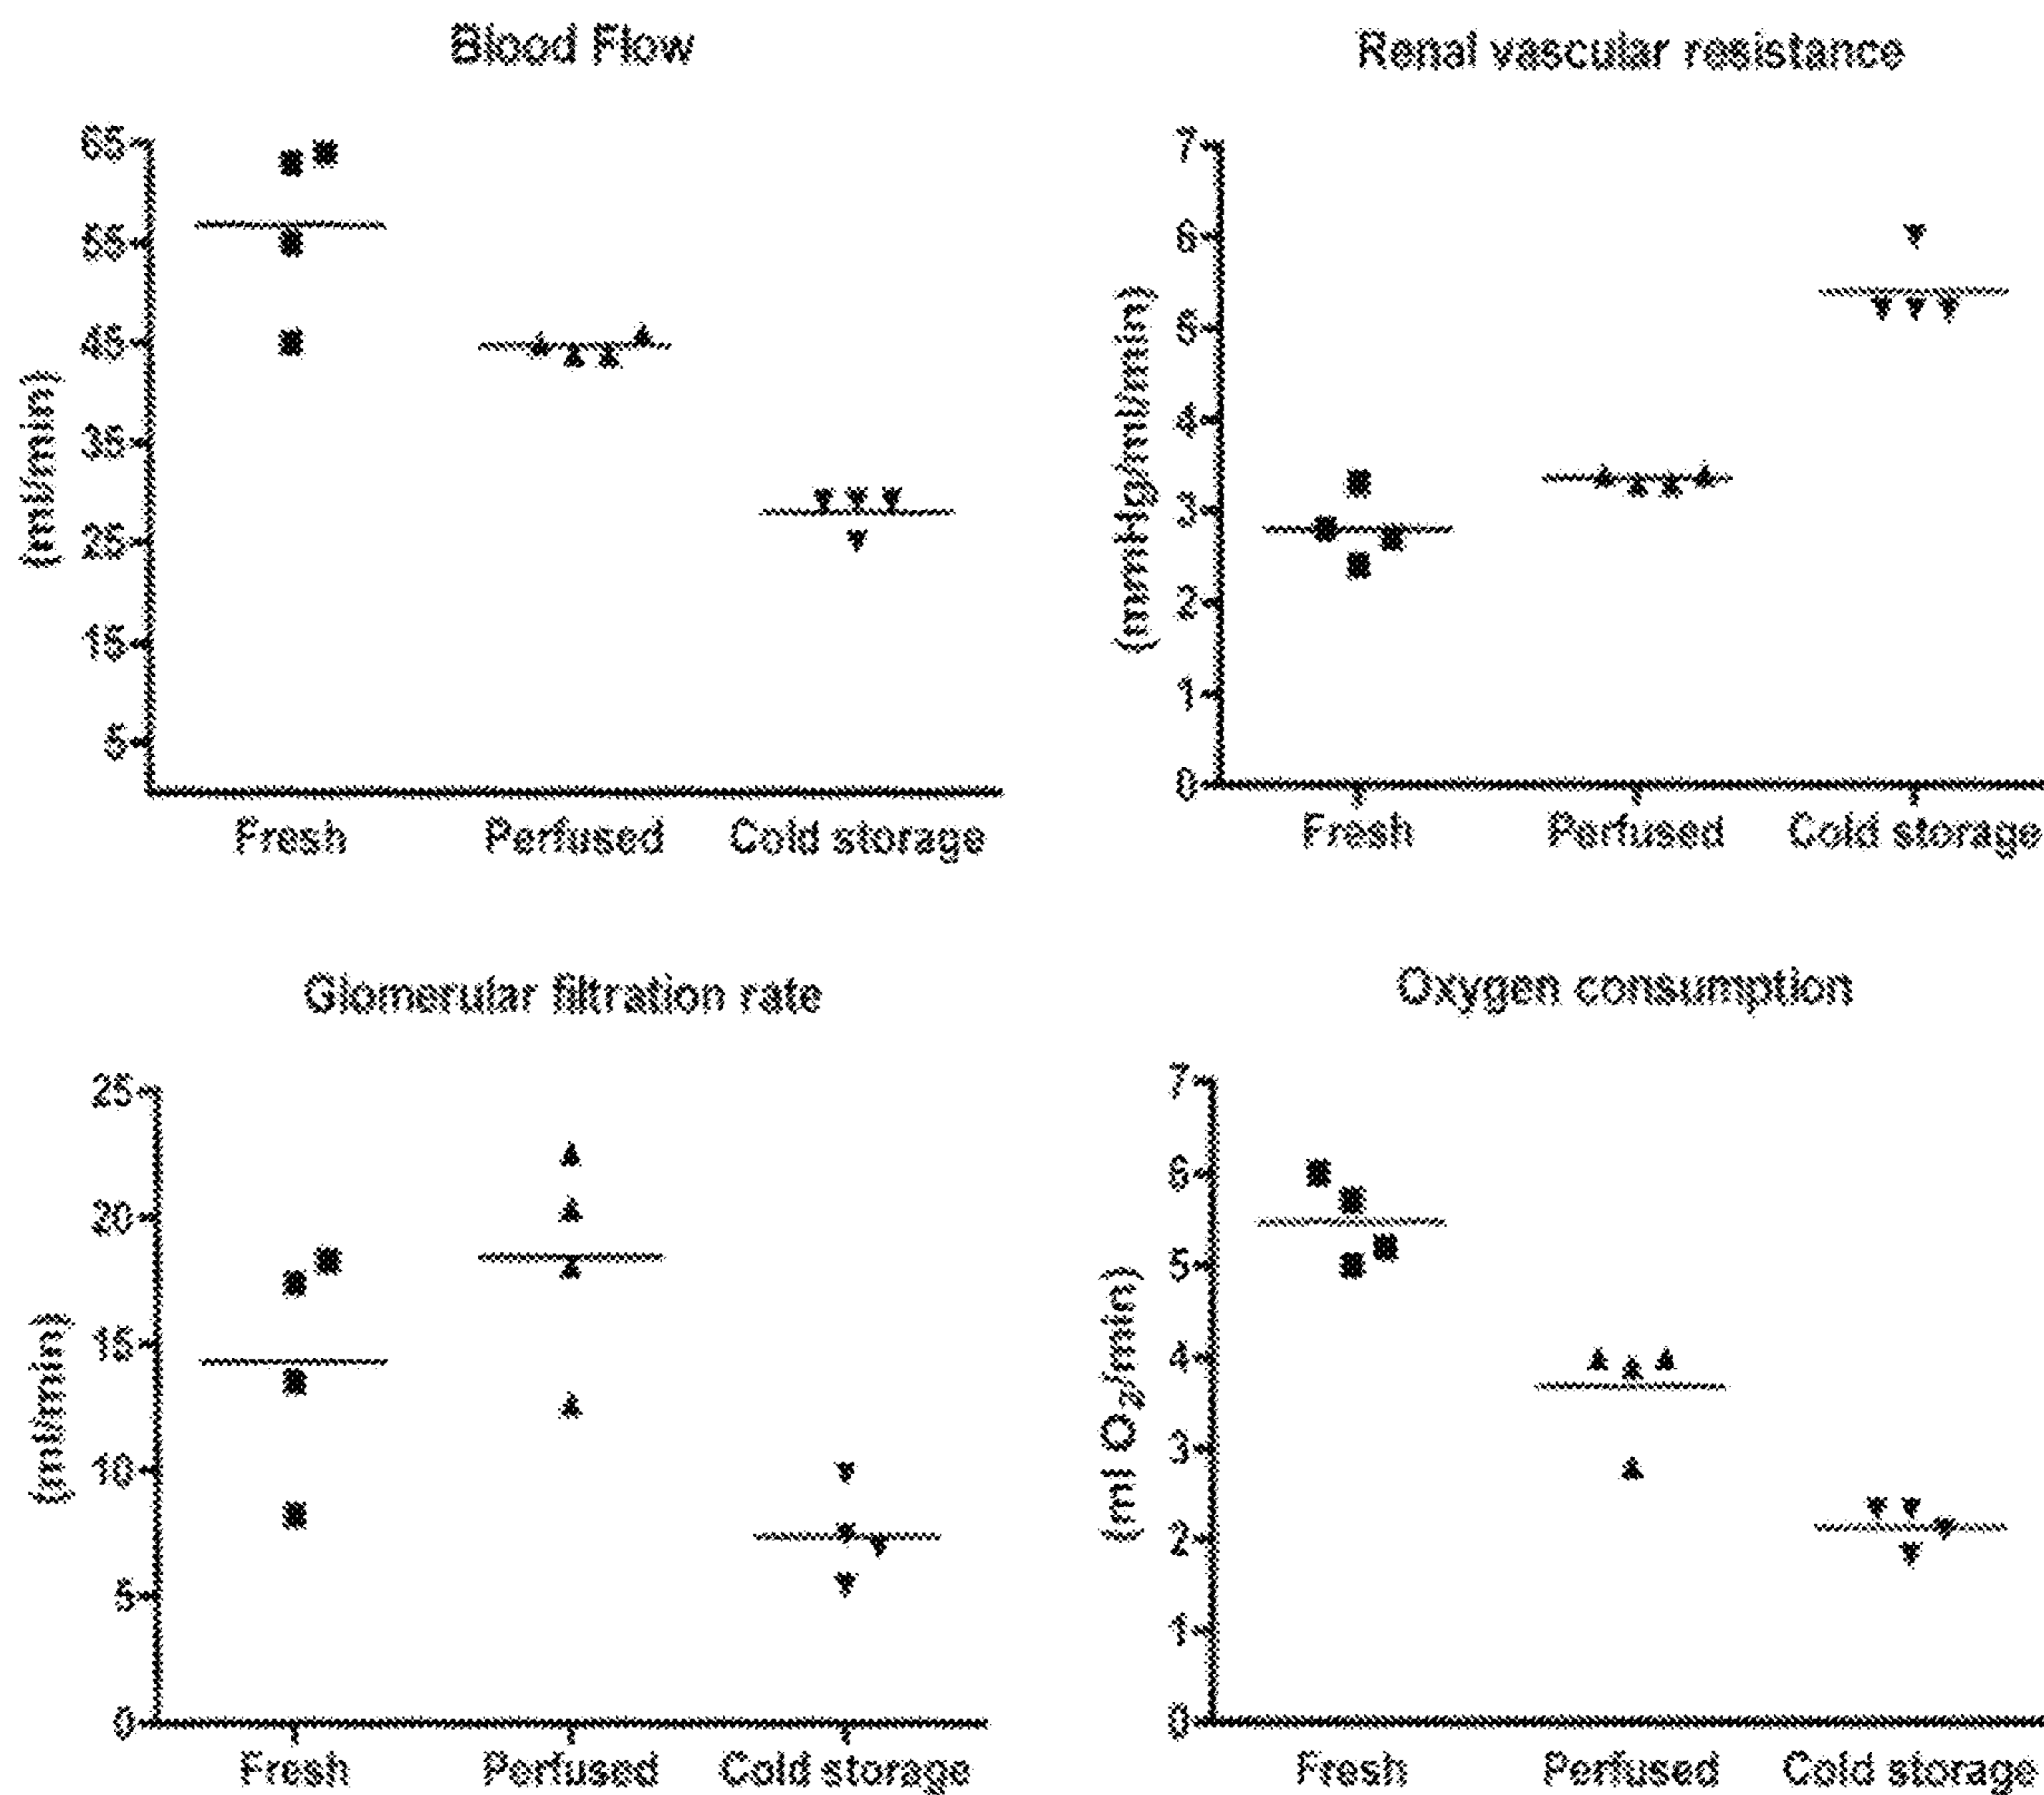 Blood Flow
65
55
45
35
25
15
5
(ml/min)
Fresh Perfused Cold storage
Renal vascular resistance
7
6
5
4
3
2
1
0
(mmHg/ml/min)
Fresh Perfused Cold storage
Glomerular filtration rate
25
20
15
10
5
0
(ml/min)
Fresh Perfused Cold storage
Oxygen consumption
7
6
5
4
3
2
1
0
(ml O₂/min)
Fresh Perfused Cold storage